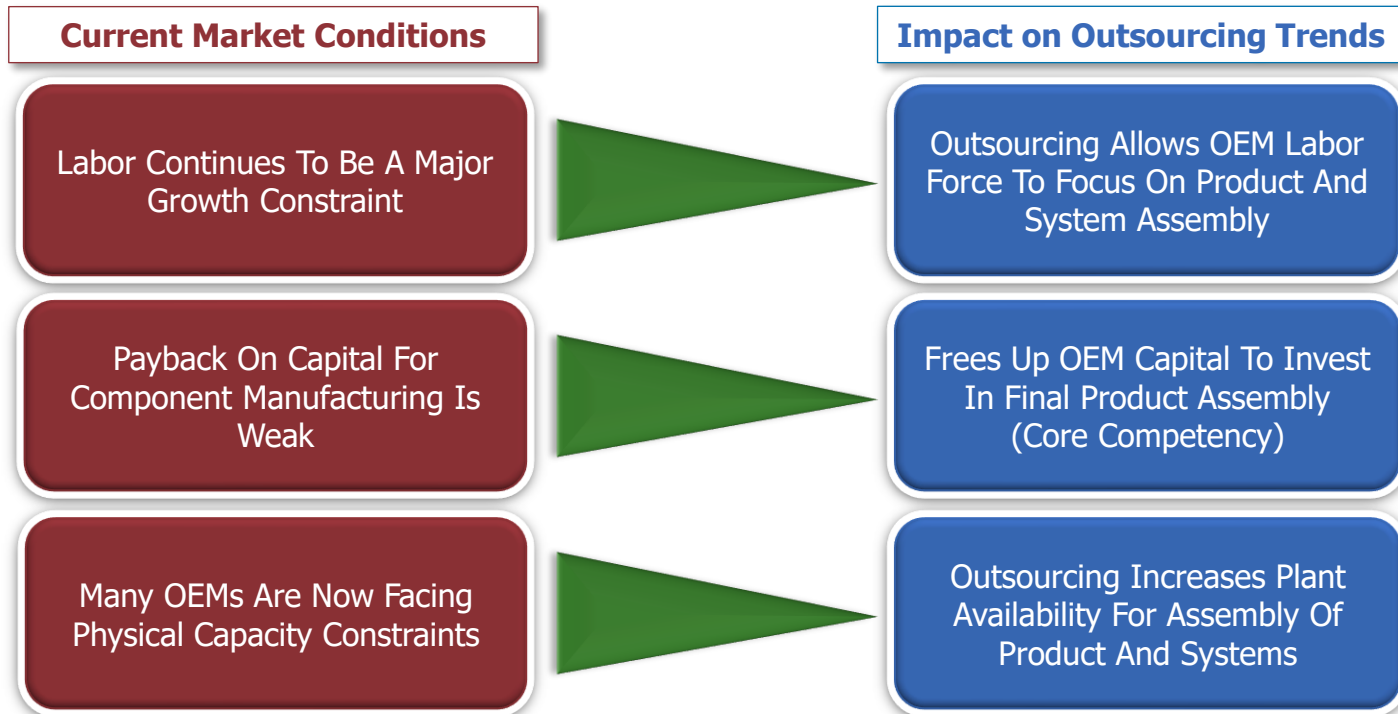 Current Market Conditions
Impact on Outsourcing Trends
Labor Continues To Be A Major
Growth Constraint
Outsourcing Allows OEM Labor
Force To Focus On Product And
System Assembly
Payback On Capital For
Component Manufacturing Is
Weak
Frees Up OEM Capital To Invest
In Final Product Assembly
(Core Competency)
Many OEMs Are Now Facing
Physical Capacity Constraints
Outsourcing Increases Plant
Availability For Assembly Of
Product And Systems